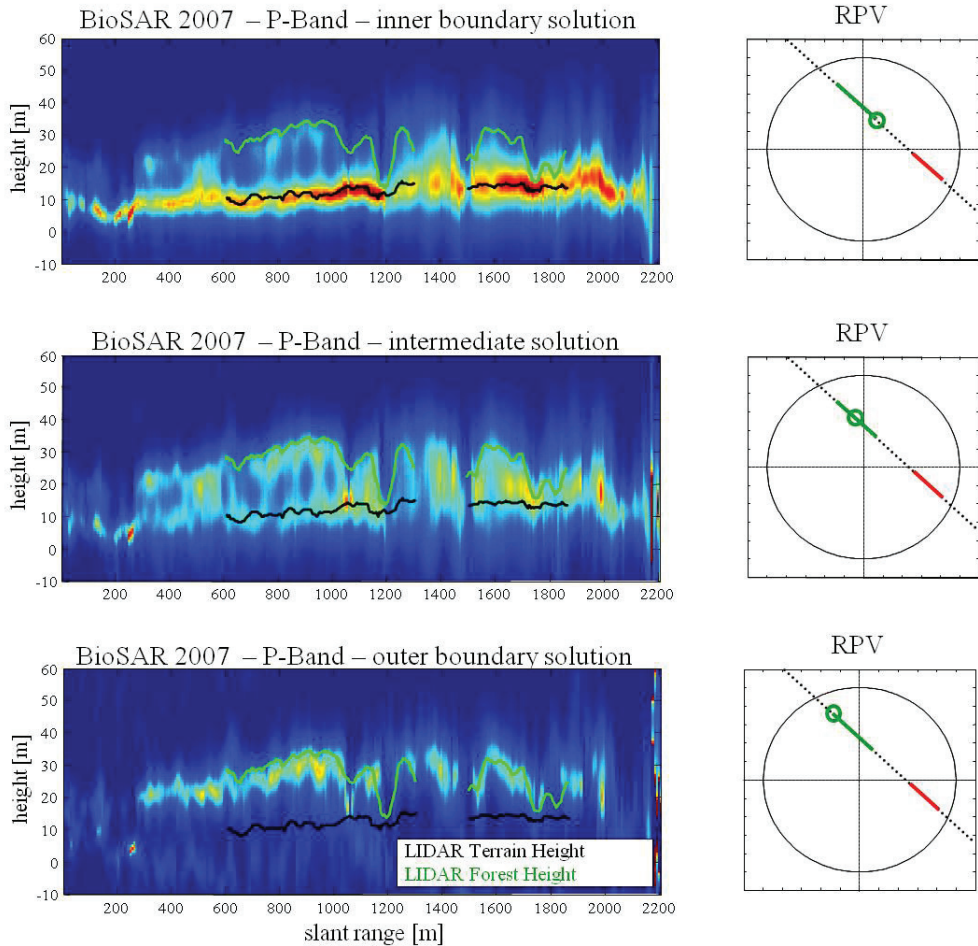 BioSAR 2007 – P-Band – inner boundary solution
RPV
60
50
40
30
20
10
0
-10
height [m]
200 400 600 800 1000 1200 1400 1600 1800 2000 2200
BioSAR 2007 – P-Band – intermediate solution
RPV
60
50
40
30
20
10
0
-10
height [m]
200 400 600 800 1000 1200 1400 1600 1800 2000 2200
BioSAR 2007 – P-Band – outer boundary solution
RPV
60
50
40
30
20
10
0
-10
height [m]
LIDAR Terrain Height
LIDAR Forest Height
200 400 600 800 1000 1200 1400 1600 1800 2000 2200
slant range [m]